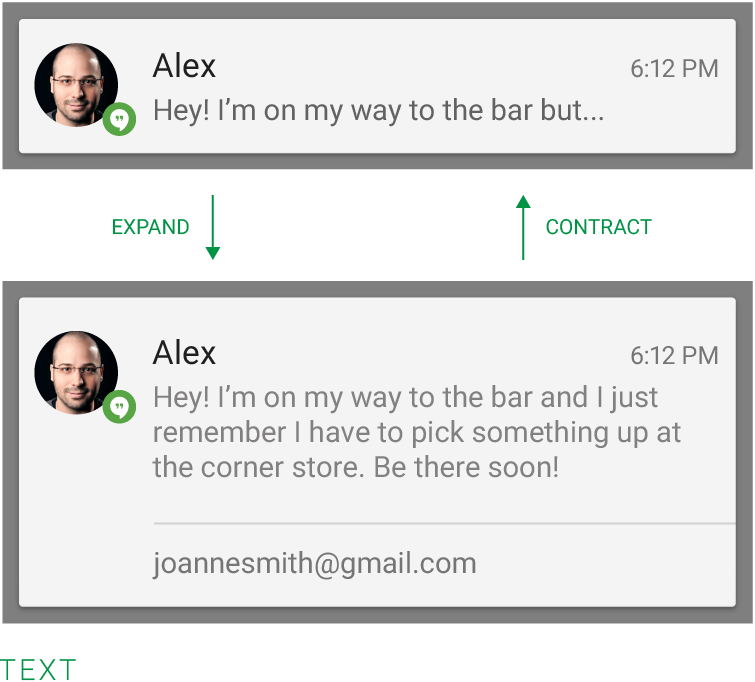 Alex
6:12 PM
Hey! I’m on my way to the bar but...
EXPAND
CONTRACT
Alex
6:12 PM
Hey! I’m on my way to the bar and I just
remember I have to pick something up at
the corner store. Be there soon!
joannesmith@gmail.com
TEXT